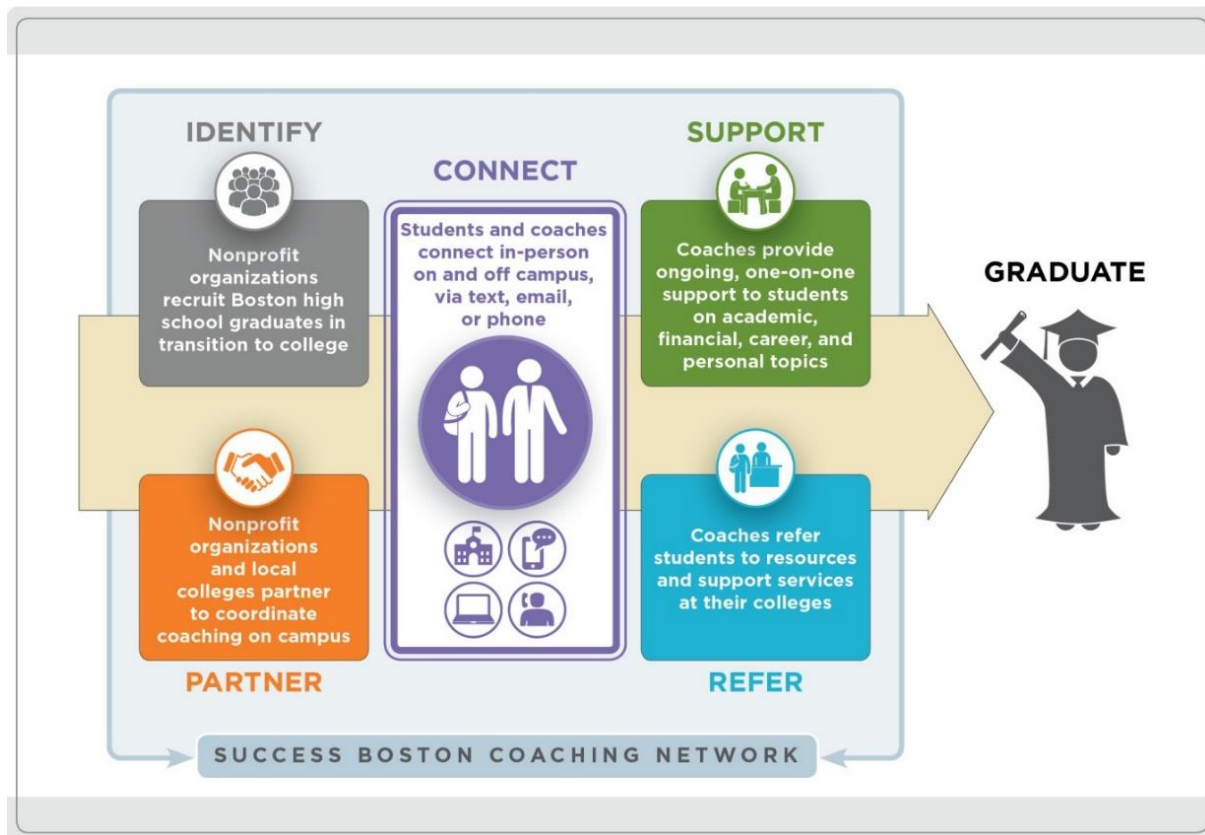 IDENTIFY
Nonprofit
organizations
recruit Boston high
school graduates in
transition to college
Nonprofit
organizations
and local
colleges partner
to coordinate
coaching on campus
PARTNER
CONNECT
Students and coaches
connect in-person
on and off campus,
via text, email,
or phone
SUPPORT
Coaches provide
ongoing, one-on-one
support to students
on academic,
financial, career, and
personal topics
Coaches refer
students to resources
and support services
at their colleges
REFER
GRADUATE
SUCCESS BOSTON COACHING NETWORK